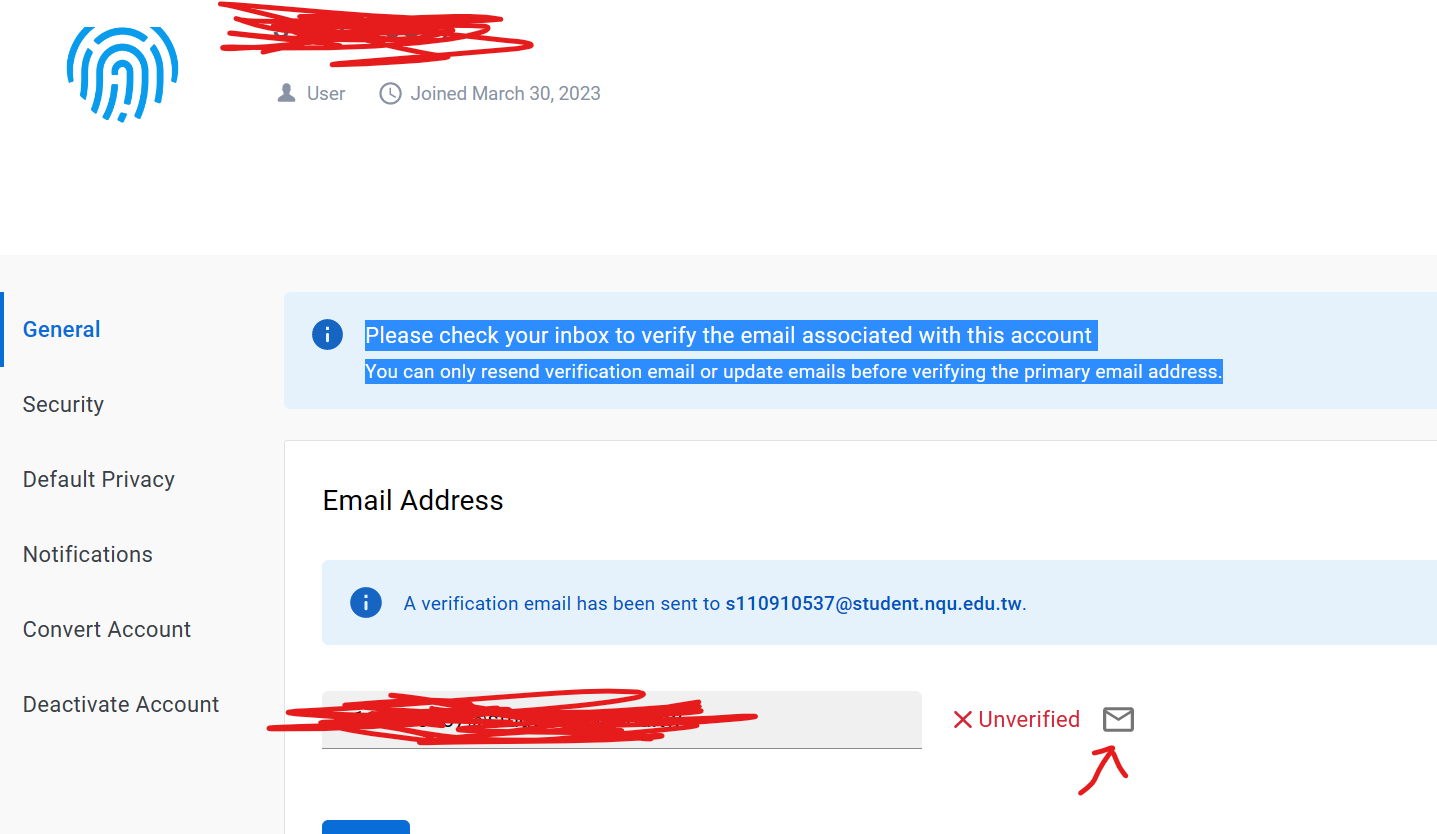 User Joined March 30, 2023
General
Security
Default Privacy
Notifications
Convert Account
Deactivate Account
Please check your inbox to verify the email associated with this account
You can only resend verification email or update emails before verifying the primary email address.
Email Address
A verification email has been sent to s110910537@student.nqu.edu.tw.
Unverified